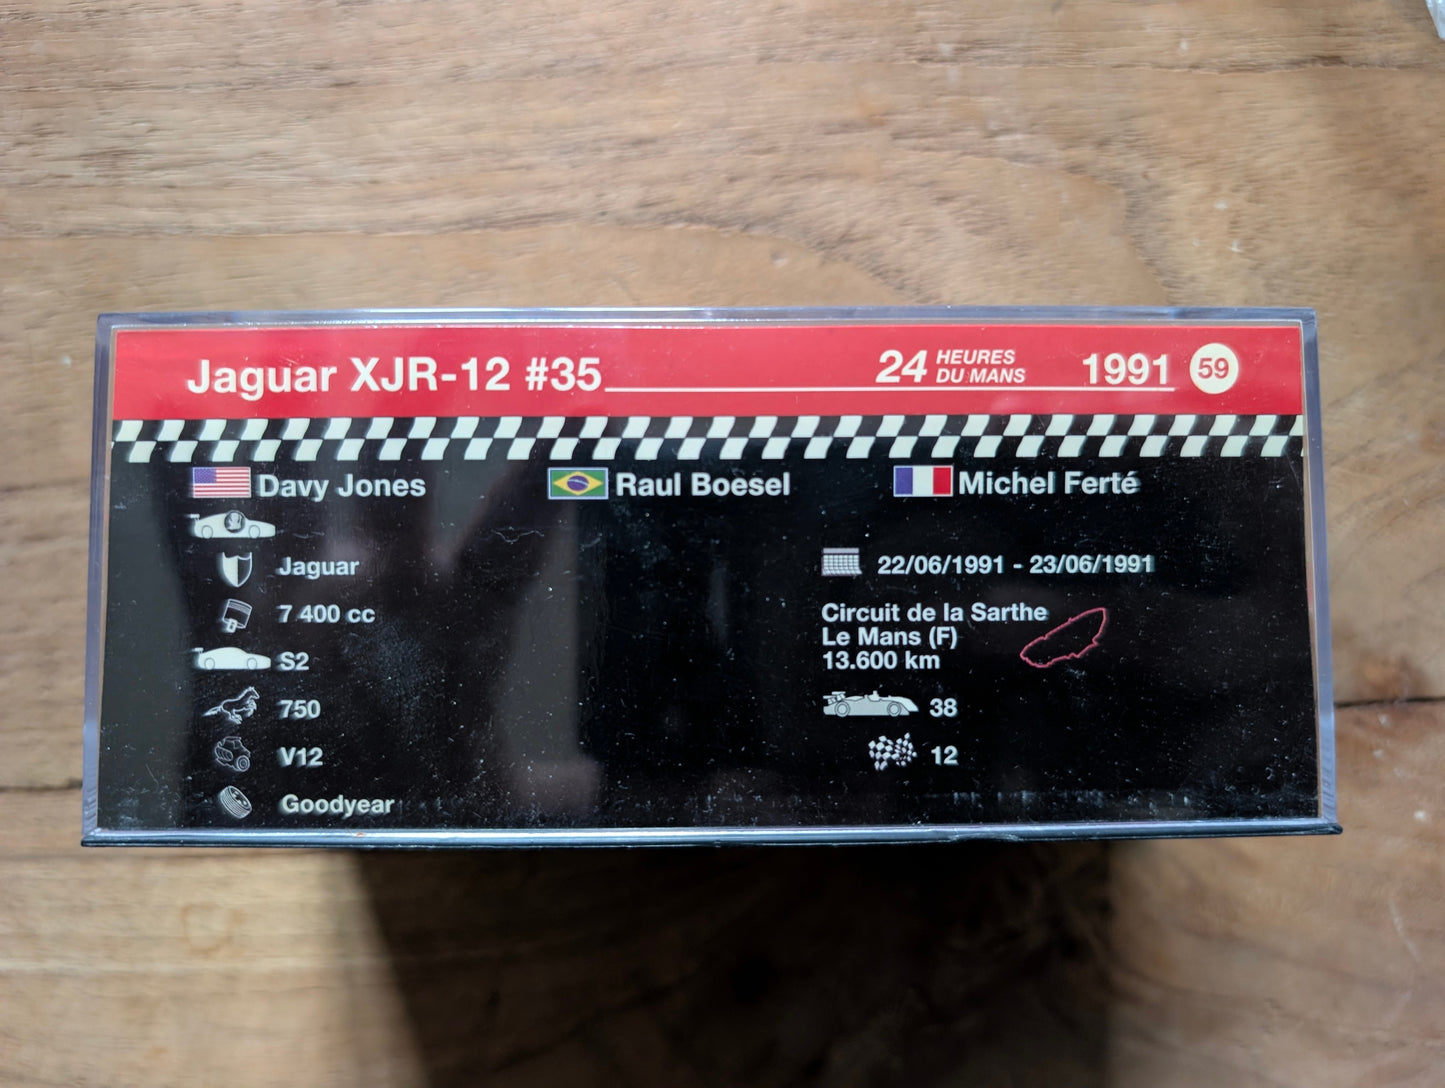 Jaguar XJR-12 #35 24 HEURES DU MANS 1991 59
Davy Jones Raul Boesel Michel Ferté
Jaguar
7 400 cc
S2
750
V12
Goodyear
22/06/1991 - 23/06/1991
Circuit de la Sarthe
Le Mans (F)
13.600 km
38
12